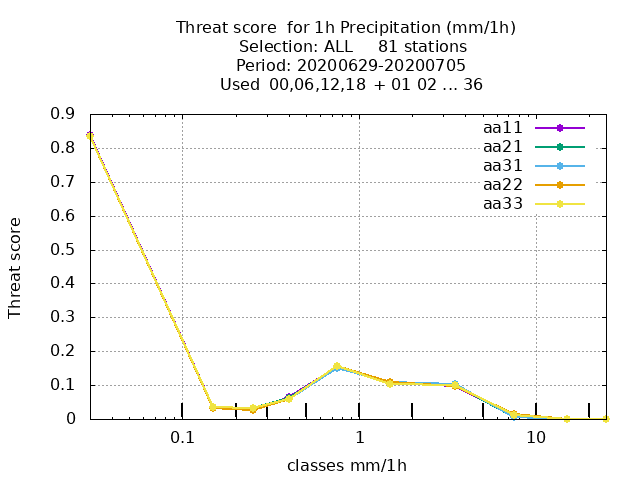 Threat score  for 1h Precipitation (mm/1h)
Selection: ALL     81 stations
Period: 20200629-20200705
Used  00,06,12,18  + 01 02 ... 36
0.9
0.8
0.7
0.6
0.5
0.4
0.3
0.2
0.1
0
Threat score
aa11
aa21
aa31
aa22
aa33
0.1
1
10
classes mm/1h